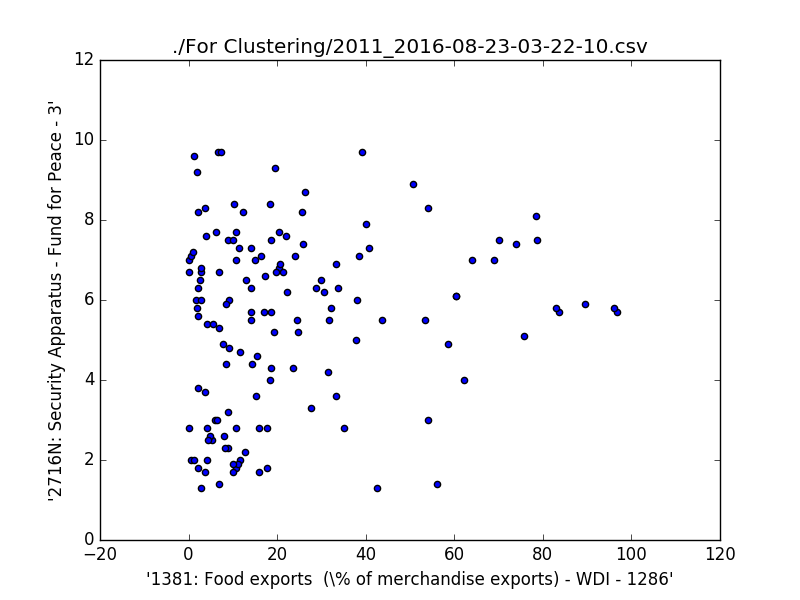 ./For Clustering/2011_2016-08-23-03-22-10.csv
12
10
8
6
4
2
0
'2716N: Security Apparatus - Fund for Peace - 3'
−20 0 20 40 60 80 100 120
'1381: Food exports  (\% of merchandise exports) - WDI - 1286'